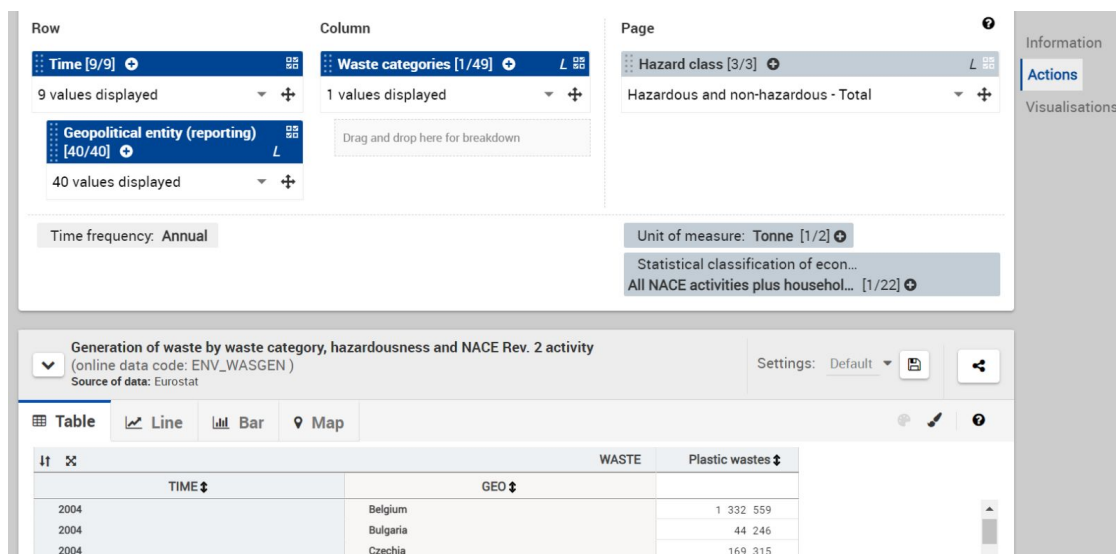 Row
Column
Page
Information
Actions
Visualisations
Time [9/9]
9 values displayed
Geopolitical entity (reporting)
[40/40] L
40 values displayed
Waste categories [1/49] L
1 values displayed
Drag and drop here for breakdown
Hazard class [3/3] L
Hazardous and non-hazardous - Total
Time frequency: Annual
Unit of measure: Tonne [1/2]
Statistical classification of econ...
All NACE activities plus househol... [1/22]
Generation of waste by waste category, hazardousness and NACE Rev. 2 activity
(online data code: ENV_WASGEN )
Source of data: Eurostat
Settings: Default
Table Line Bar Map
WASTE Plastic wastes
TIME GEO
2004 Belgium 1 332 559
2004 Bulgaria 44 246
2004 Czechia 169 315